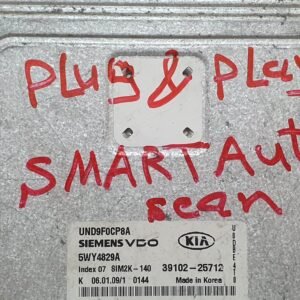 PLUG & PLAY
SMART Aut
scan
UND9F0CP8A
SIEMENS VDO
KIA
5WY4829A
Index 07 SIM2K-140
39102-25712
K 06.01.09/1 0144
Made in Korea